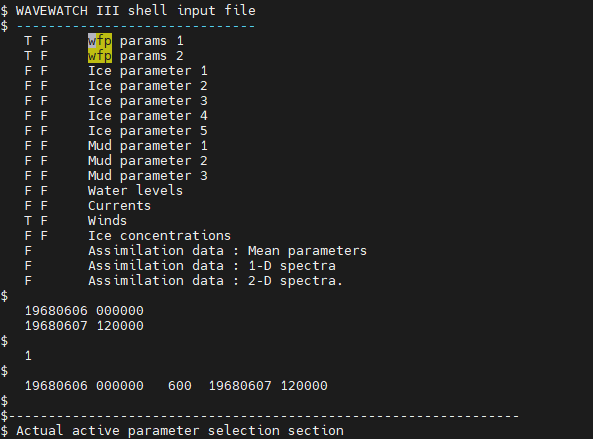 $ WAVEWATCH III shell input file
$ ------------------------------
   T F     wfp params 1
   T F     wfp params 2
   F F     Ice parameter 1
   F F     Ice parameter 2
   F F     Ice parameter 3
   F F     Ice parameter 4
   F F     Ice parameter 5
   F F     Mud parameter 1
   F F     Mud parameter 2
   F F     Mud parameter 3
   F F     Water levels
   F F     Currents
   T F     Winds
   F F     Ice concentrations
   F       Assimilation data : Mean parameters
   F       Assimilation data : 1-D spectra
   F       Assimilation data : 2-D spectra.
$
   19680606 000000
   19680607 120000
$
   1
$
   19680606 000000   600  19680607 120000
$
$----------------------------------------------------------------
$ Actual active parameter selection section